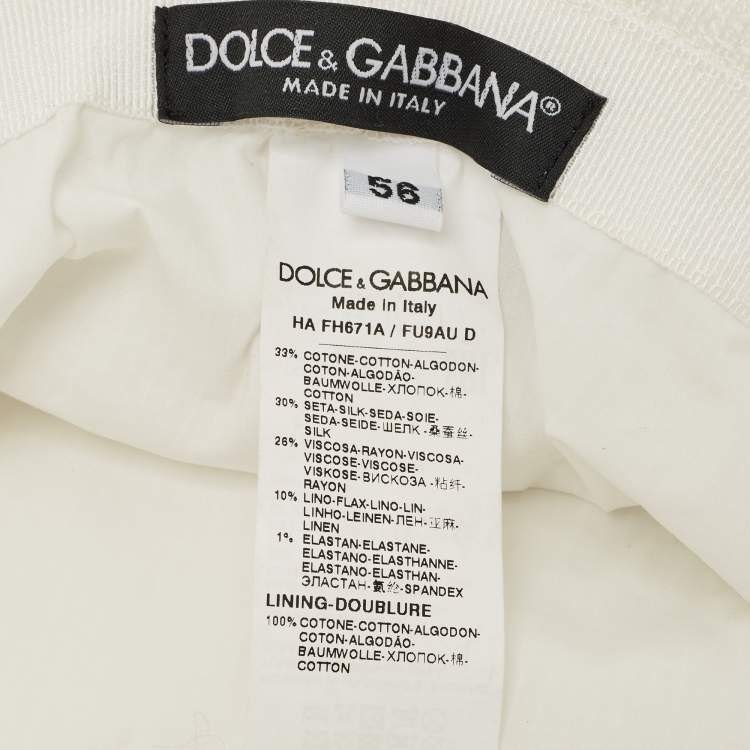 DOLCE & GABBANA®
MADE IN ITALY
56
DOLCE & GABBANA
Made in Italy
HA FH671A / FU9AU D
33% COTONE-COTTON-ALGODON-
COTON-ALGODÃO-
BAUMWOLLE-ХЛОПОК-棉-
COTTON
30% SETA-SILK-SEDA-SOIE-
SEDA-SEIDE-ШЕЛК-桑蚕丝-
SILK
26% VISCOSA-RAYON-VISCOSA-
VISCOSE-VISCOSE-
VISKOSE-ВИСКОЗА-粘纤-
RAYON
10% LINO-FLAX-LINO-LIN-
LINHO-LEINEN-ЛЕН-亚麻-
LINEN
1% ELASTAN-ELASTANE-
ELASTANO-ELASTHANNE-
ELASTANO-ELASTHAN-
ЭЛАСТАН-氨纶-SPANDEX
LINING-DOUBLURE
100% COTONE-COTTON-ALGODON-
COTON-ALGODÃO-
BAUMWOLLE-ХЛОПОК-棉-
COTTON